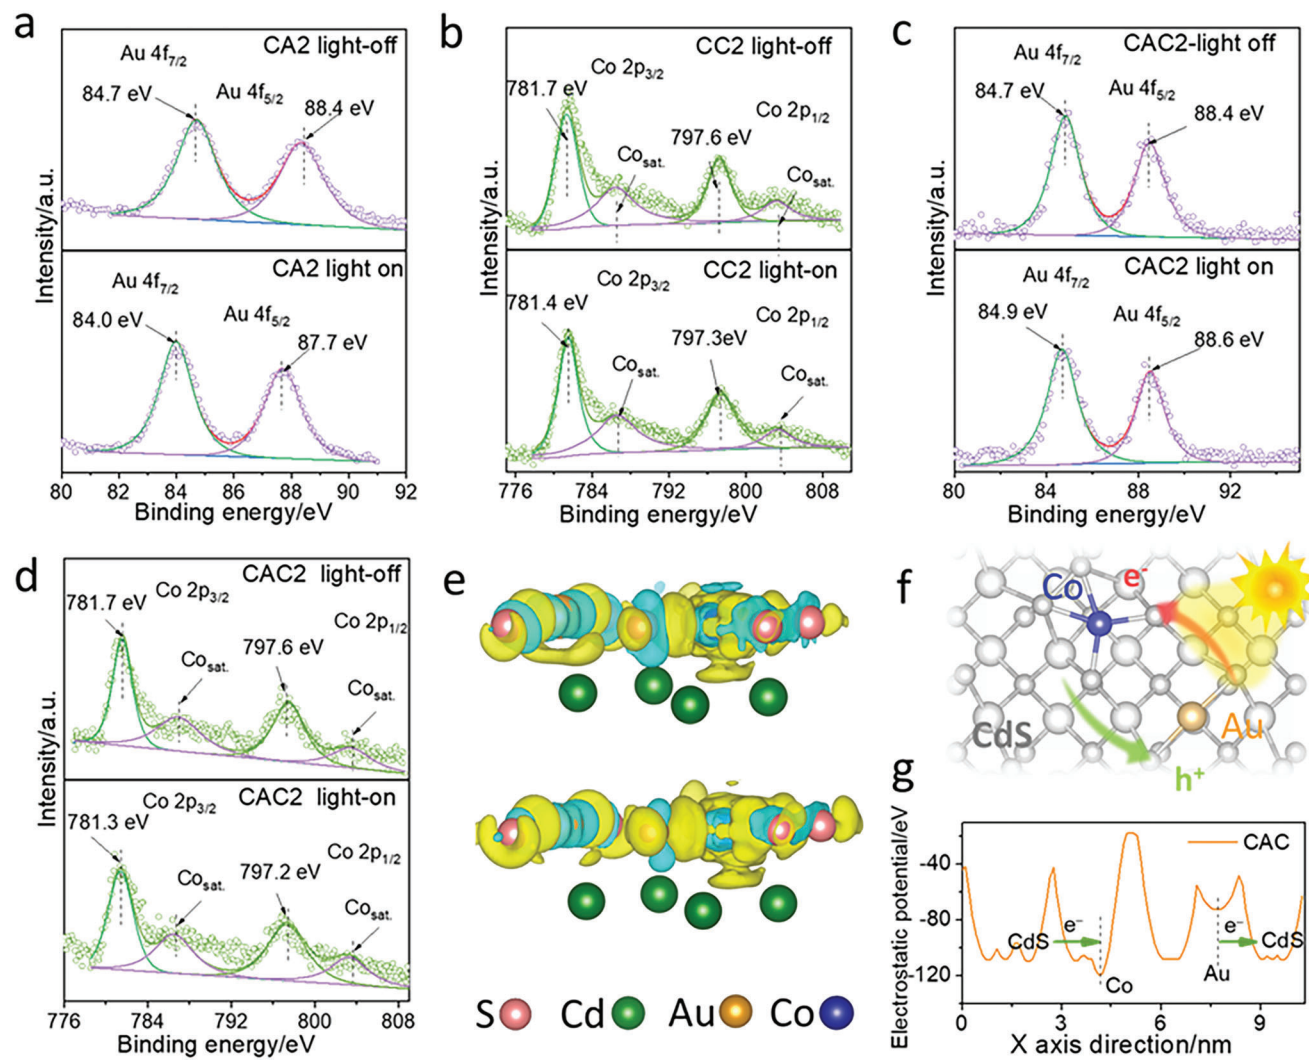 a
CA2 light-off
Au 4f7/2
84.7 eV
Au 4f5/2
88.4 eV
CA2 light on
Au 4f7/2
84.0 eV
Au 4f5/2
87.7 eV
Intensity/a.u.
80 82 84 86 88 90 92
Binding energy/eV
b
CC2 light-off
Co 2p3/2
781.7 eV
Co 2p1/2
797.6 eV
Cosat.
Cosat.
CC2 light-on
Co 2p3/2
781.4 eV
Co 2p1/2
797.3eV
Cosat.
Cosat.
Intensity/a.u.
776 784 792 800 808
Binding energy/eV
c
CAC2-light off
Au 4f7/2
84.7 eV
Au 4f5/2
88.4 eV
CAC2 light on
Au 4f7/2
84.9 eV
Au 4f5/2
88.6 eV
Intensity/a.u.
80 84 88 92
Binding energy/eV
d
CAC2 light-off
781.7 eV
Co 2p3/2
Co 2p1/2
797.6 eV
Cosat.
Cosat.
CAC2 light-on
Co 2p3/2
781.3 eV
Co 2p1/2
797.2 eV
Cosat.
Cosat.
Intensity/a.u.
776 784 792 800 808
Binding energy/eV
e
S Cd Au Co
f
Co
e-
CdS
Au
h+
g
CAC
-40
-80
-120
Electrostatic potential/eV
CdS
e−
Co
e−
CdS
Au
0 3 6 9
X axis direction/nm